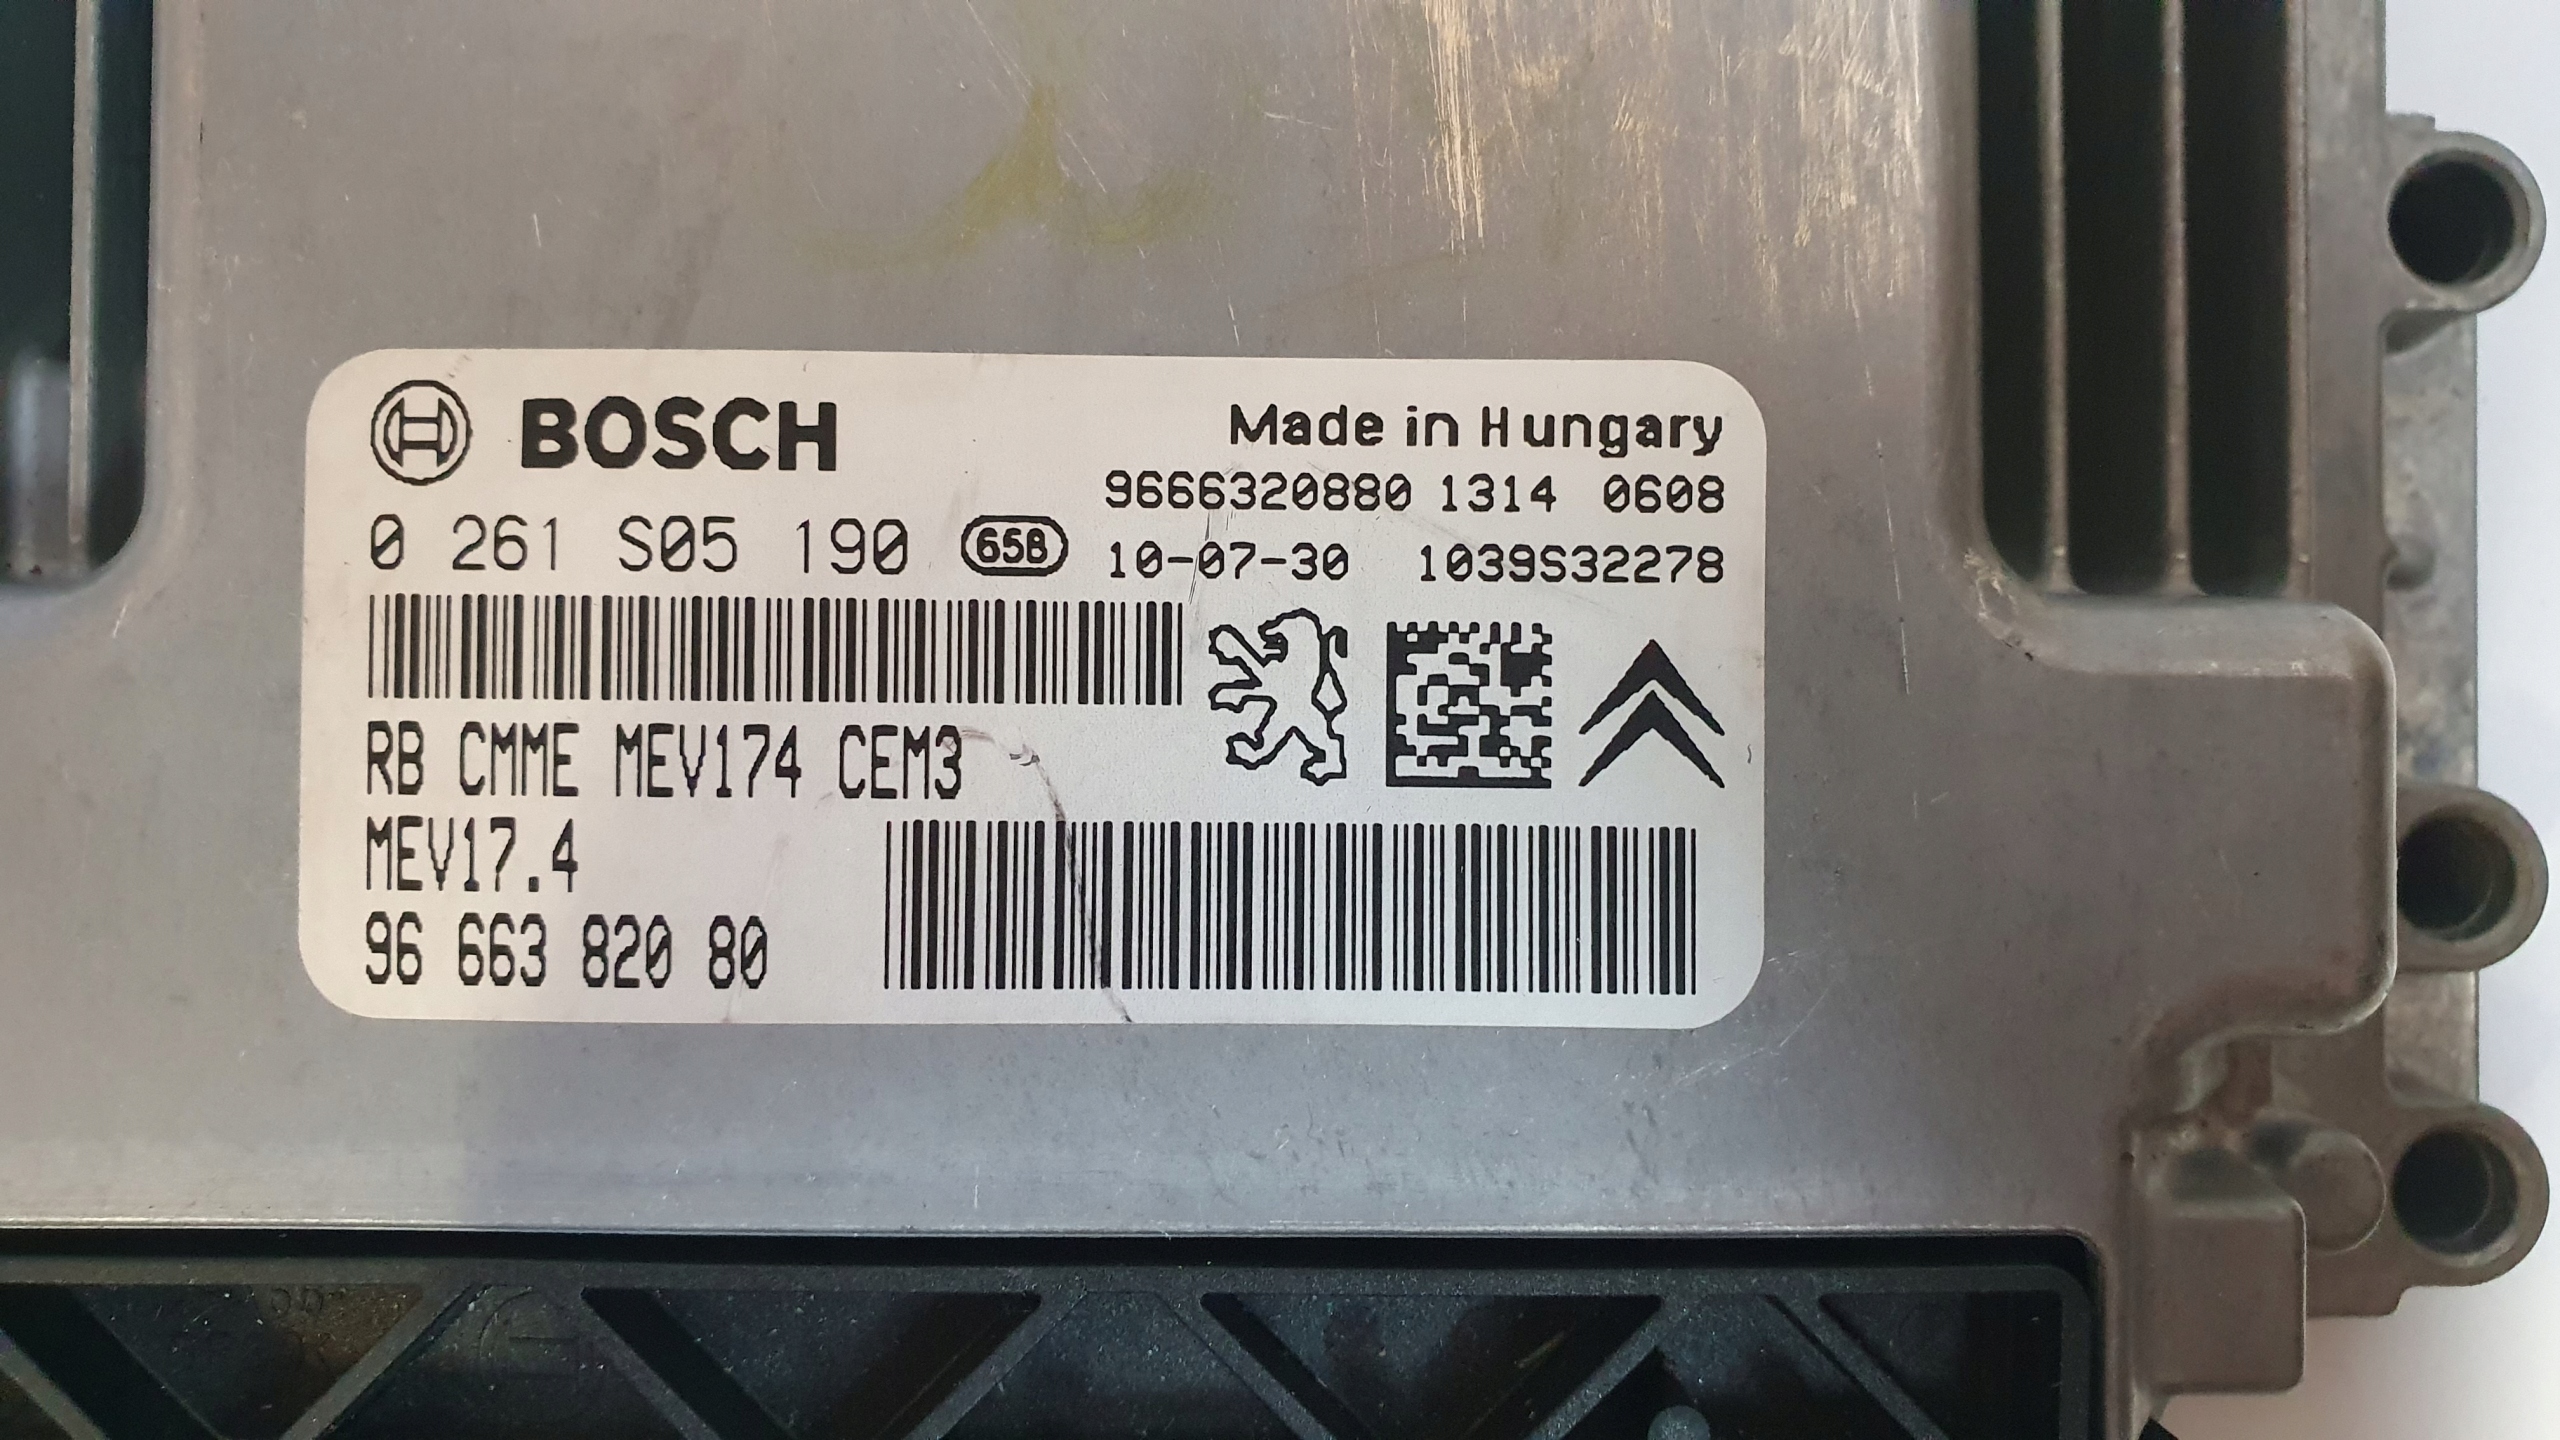 BOSCH
Made in Hungary
9666320880 1314 0608
0 261 S05 190 65B
10-07-30 1039S32278
RB CMME MEV174 CEM3
MEV17.4
96 663 820 80